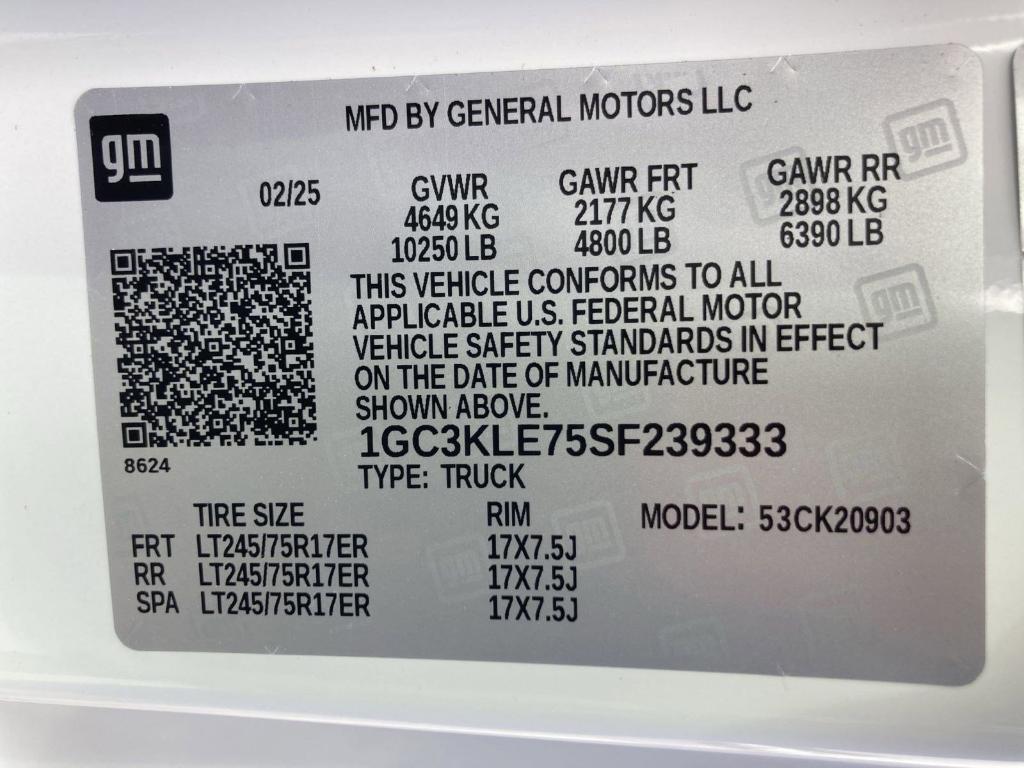 MFD BY GENERAL MOTORS LLC
gm
02/25
GVWR GAWR FRT GAWR RR
4649 KG 2177 KG 2898 KG
10250 LB 4800 LB 6390 LB
THIS VEHICLE CONFORMS TO ALL
APPLICABLE U.S. FEDERAL MOTOR
VEHICLE SAFETY STANDARDS IN EFFECT
ON THE DATE OF MANUFACTURE
SHOWN ABOVE.
1GC3KLE75SF239333
8624
TYPE: TRUCK
TIRE SIZE RIM MODEL: 53CK20903
FRT LT245/75R17ER 17X7.5J
RR LT245/75R17ER 17X7.5J
SPA LT245/75R17ER 17X7.5J